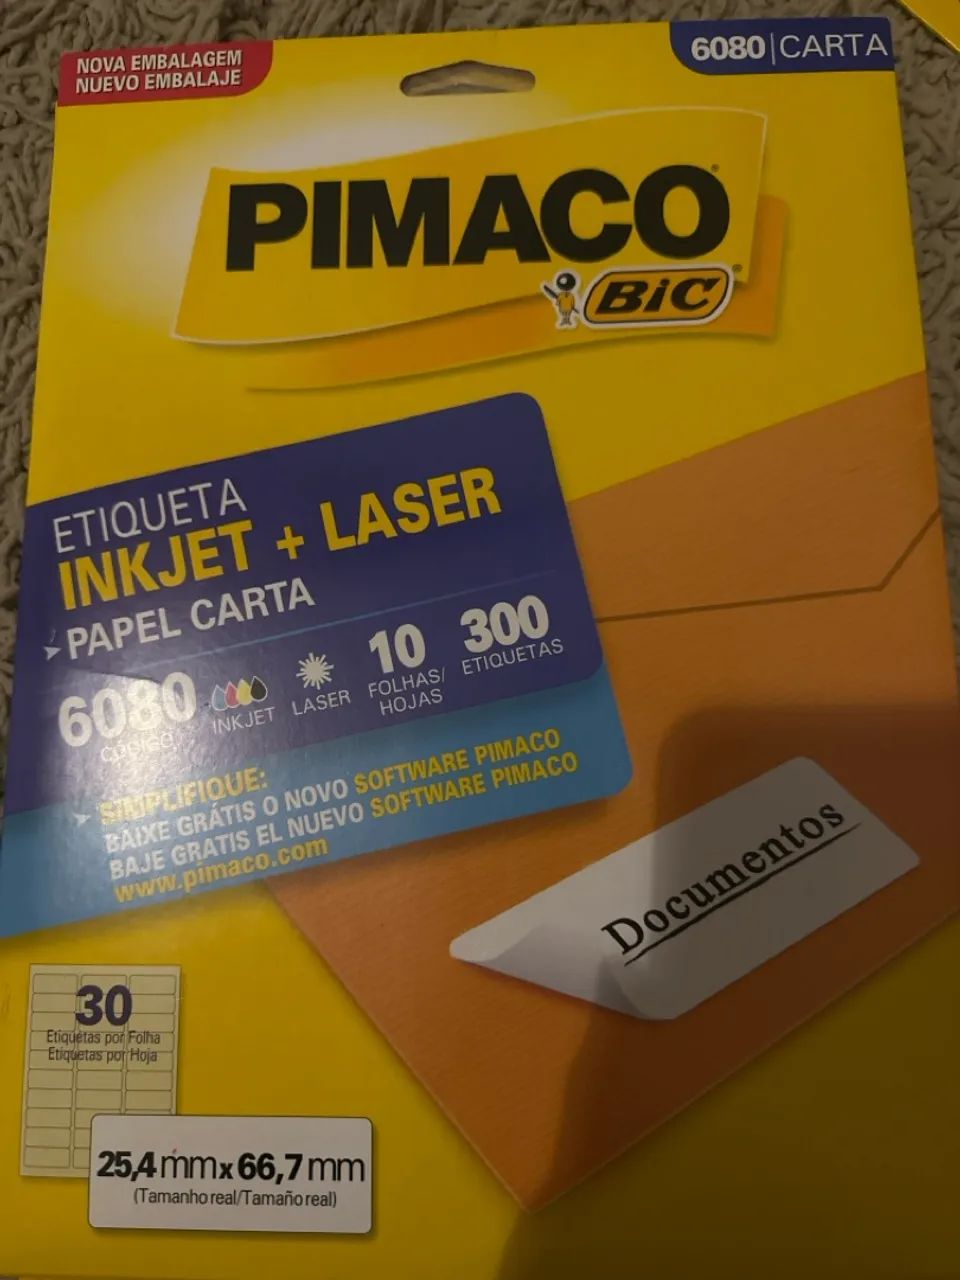 NOVA EMBALAGEM
NUEVO EMBALAJE
6080 | CARTA
PIMACO®
BiC®
ETIQUETA
INKJET + LASER
PAPEL CARTA
6080
CÓDIGO
INKJET
LASER
10
FOLHAS/
HOJAS
300
ETIQUETAS
SIMPLIFIQUE:
BAIXE GRÁTIS O NOVO SOFTWARE PIMACO
BAJE GRATIS EL NUEVO SOFTWARE PIMACO
www.pimaco.com
Documentos
30
Etiquetas por Folha
Etiquetas por Hoja
25,4 mm x 66,7 mm
(Tamanho real/Tamaño real)